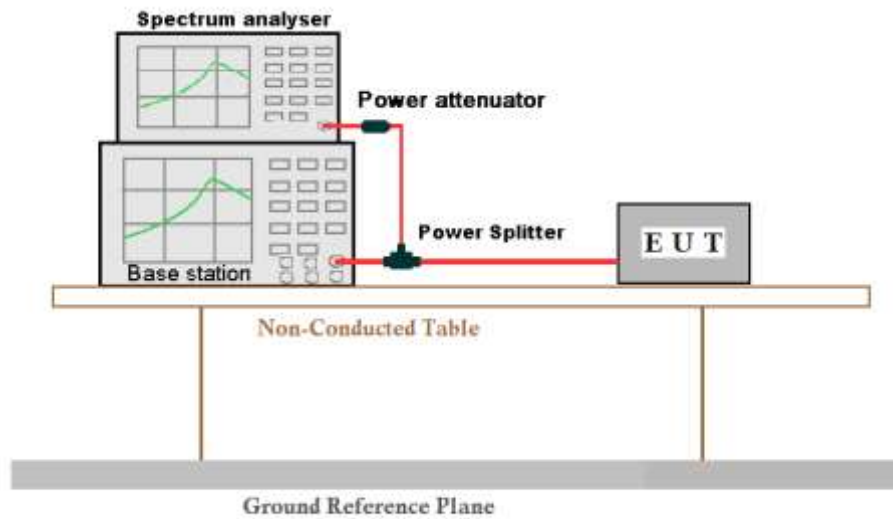 Spectrum analyser
Power attenuator
Power Splitter
E U T
Base station
Non-Conducted Table
Ground Reference Plane